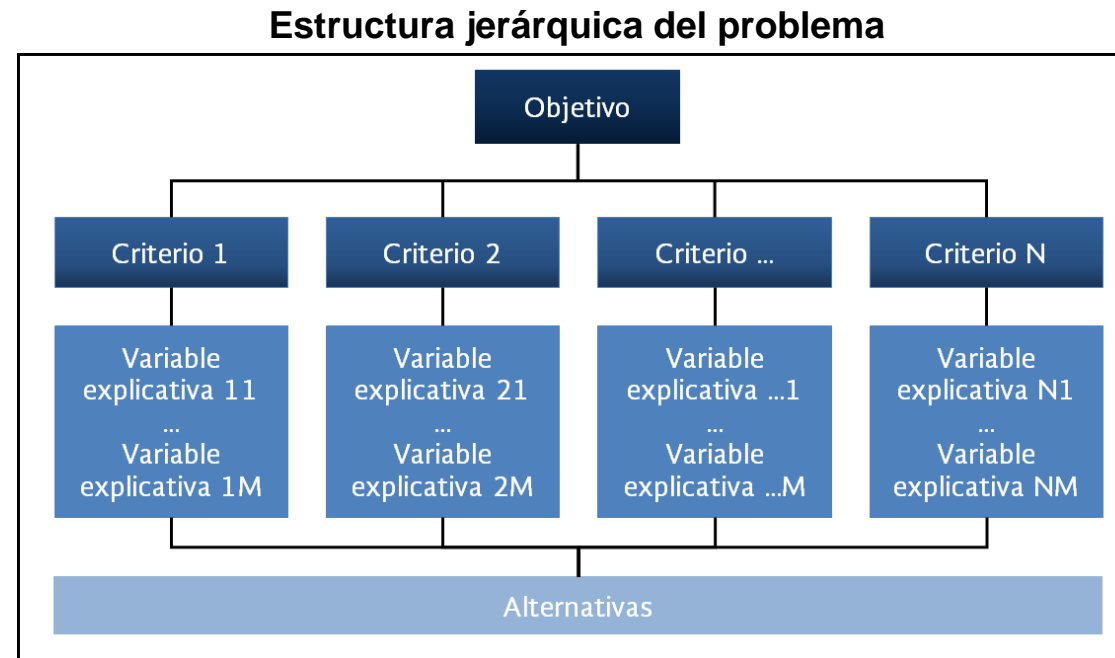 Estructura jerárquica del problema
Objetivo
Criterio 1
Criterio 2
Criterio ...
Criterio N
Variable
explicativa 11
...
Variable
explicativa 1M
Variable
explicativa 21
...
Variable
explicativa 2M
Variable
explicativa ...1
...
Variable
explicativa ...M
Variable
explicativa N1
...
Variable
explicativa NM
Alternativas